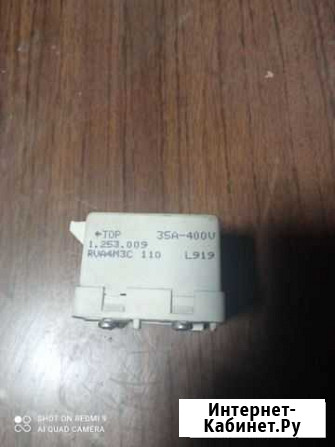 ←TOP 35A-400V
1.253.009
RVA4M3C 110 L919
SHOT ON REDMI 9
AI QUAD CAMERA
Интернет-
Кабинет.Ру